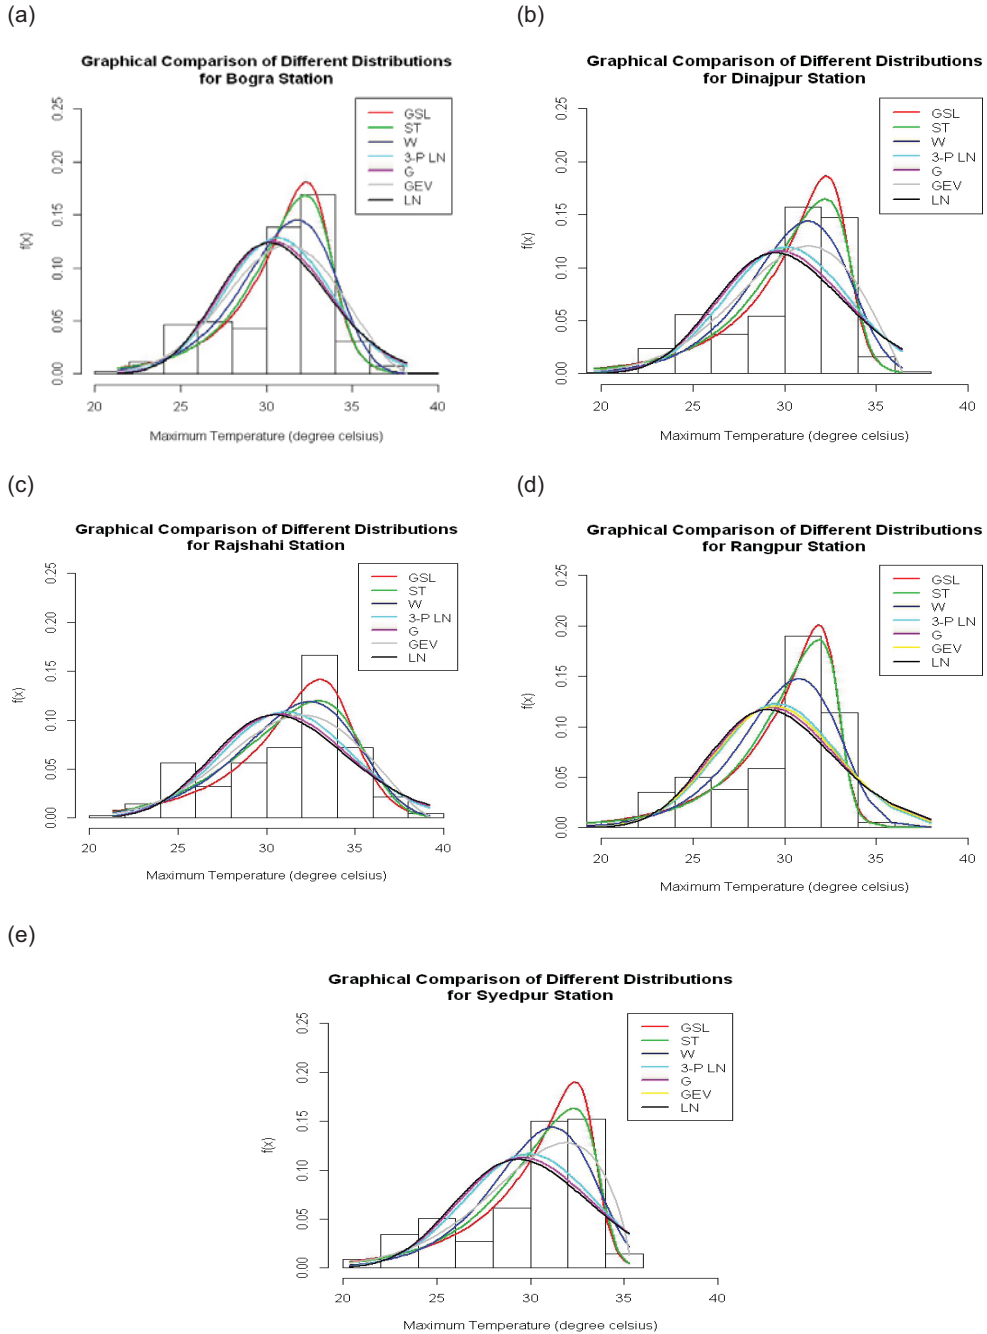 (a)
Graphical Comparison of Different Distributions
for Bogra Station
GSL
ST
W
3-P LN
G
GEV
LN
f(x)
0.25
0.20
0.15
0.10
0.05
0.00
20 25 30 35 40
Maximum Temperature (degree celsius)
(b)
Graphical Comparison of Different Distributions
for Dinajpur Station
GSL
ST
W
3-P LN
G
GEV
LN
f(x)
0.25
0.20
0.15
0.10
0.05
0.00
20 25 30 35 40
Maximum Temperature (degree celsius)
(c)
Graphical Comparison of Different Distributions
for Rajshahi Station
GSL
ST
W
3-P LN
G
GEV
LN
f(x)
0.25
0.20
0.15
0.10
0.05
0.00
20 25 30 35 40
Maximum Temperature (degree celsius)
(d)
Graphical Comparison of Different Distributions
for Rangpur Station
GSL
ST
W
3-P LN
G
GEV
LN
f(x)
0.25
0.20
0.15
0.10
0.05
0.00
20 25 30 35 40
Maximum Temperature (degree celsius)
(e)
Graphical Comparison of Different Distributions
for Syedpur Station
GSL
ST
W
3-P LN
G
GEV
LN
f(x)
0.25
0.20
0.15
0.10
0.05
0.00
20 25 30 35 40
Maximum Temperature (degree celsius)